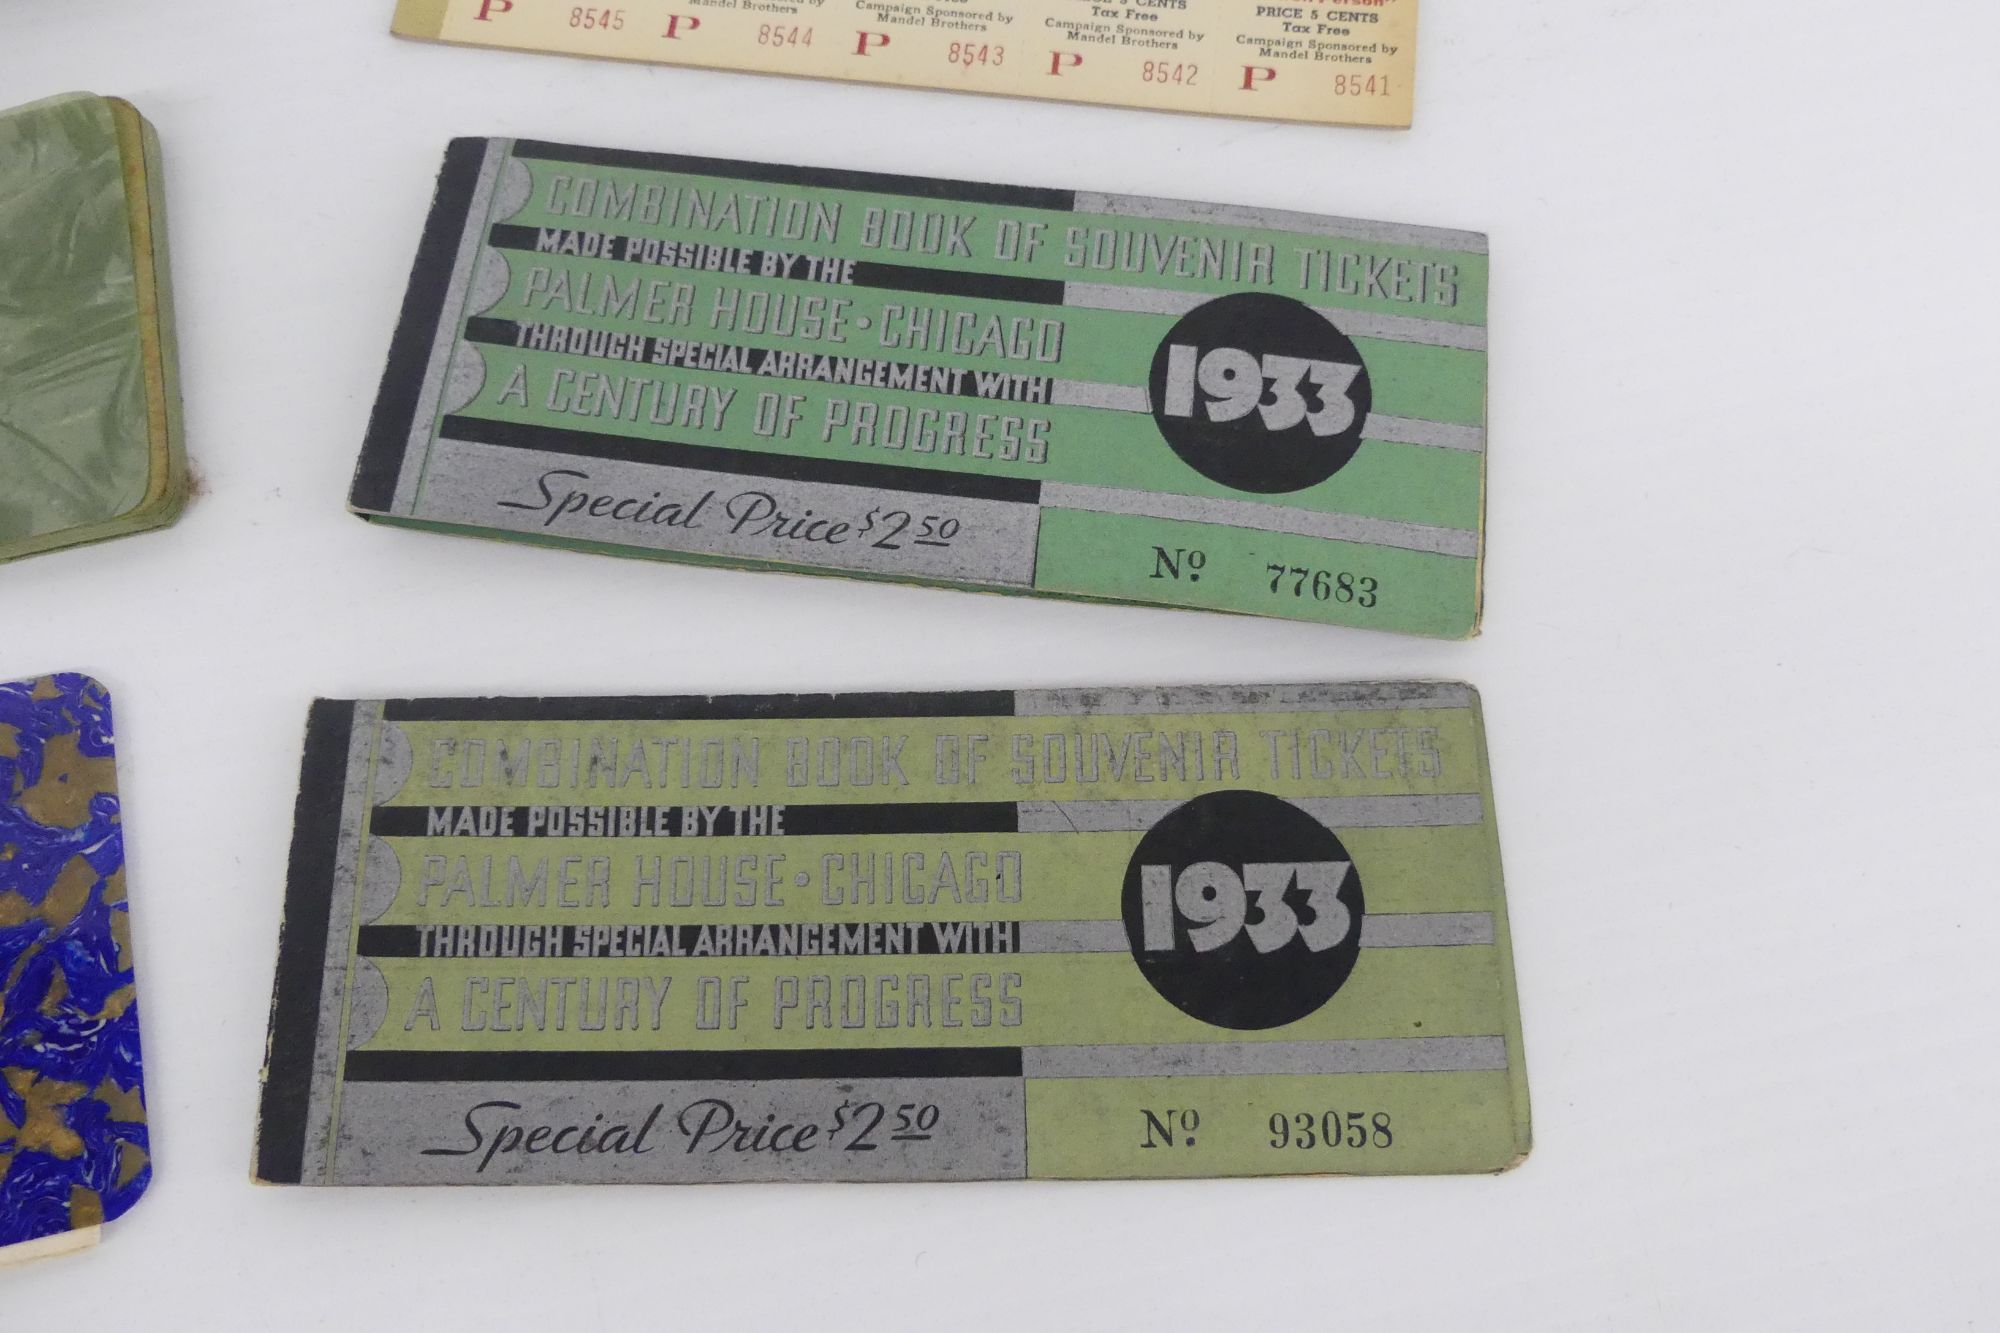 P 8545
Mandel Brothers
P 8544
Campaign Sponsored by
Mandel Brothers
P 8543
CENTS
Tax Free
Campaign Sponsored by
Mandel Brothers
P 8542
PRICE 5 CENTS
Tax Free
Campaign Sponsored by
Mandel Brothers
P 8541
COMBINATION BOOK OF SOUVENIR TICKETS
MADE POSSIBLE BY THE
PALMER HOUSE • CHICAGO
THROUGH SPECIAL ARRANGEMENT WITH
A CENTURY OF PROGRESS
1933
Special Price $2 50
No. 77683
COMBINATION BOOK OF SOUVENIR TICKETS
MADE POSSIBLE BY THE
PALMER HOUSE • CHICAGO
THROUGH SPECIAL ARRANGEMENT WITH
A CENTURY OF PROGRESS
1933
Special Price $2 50
No. 93058